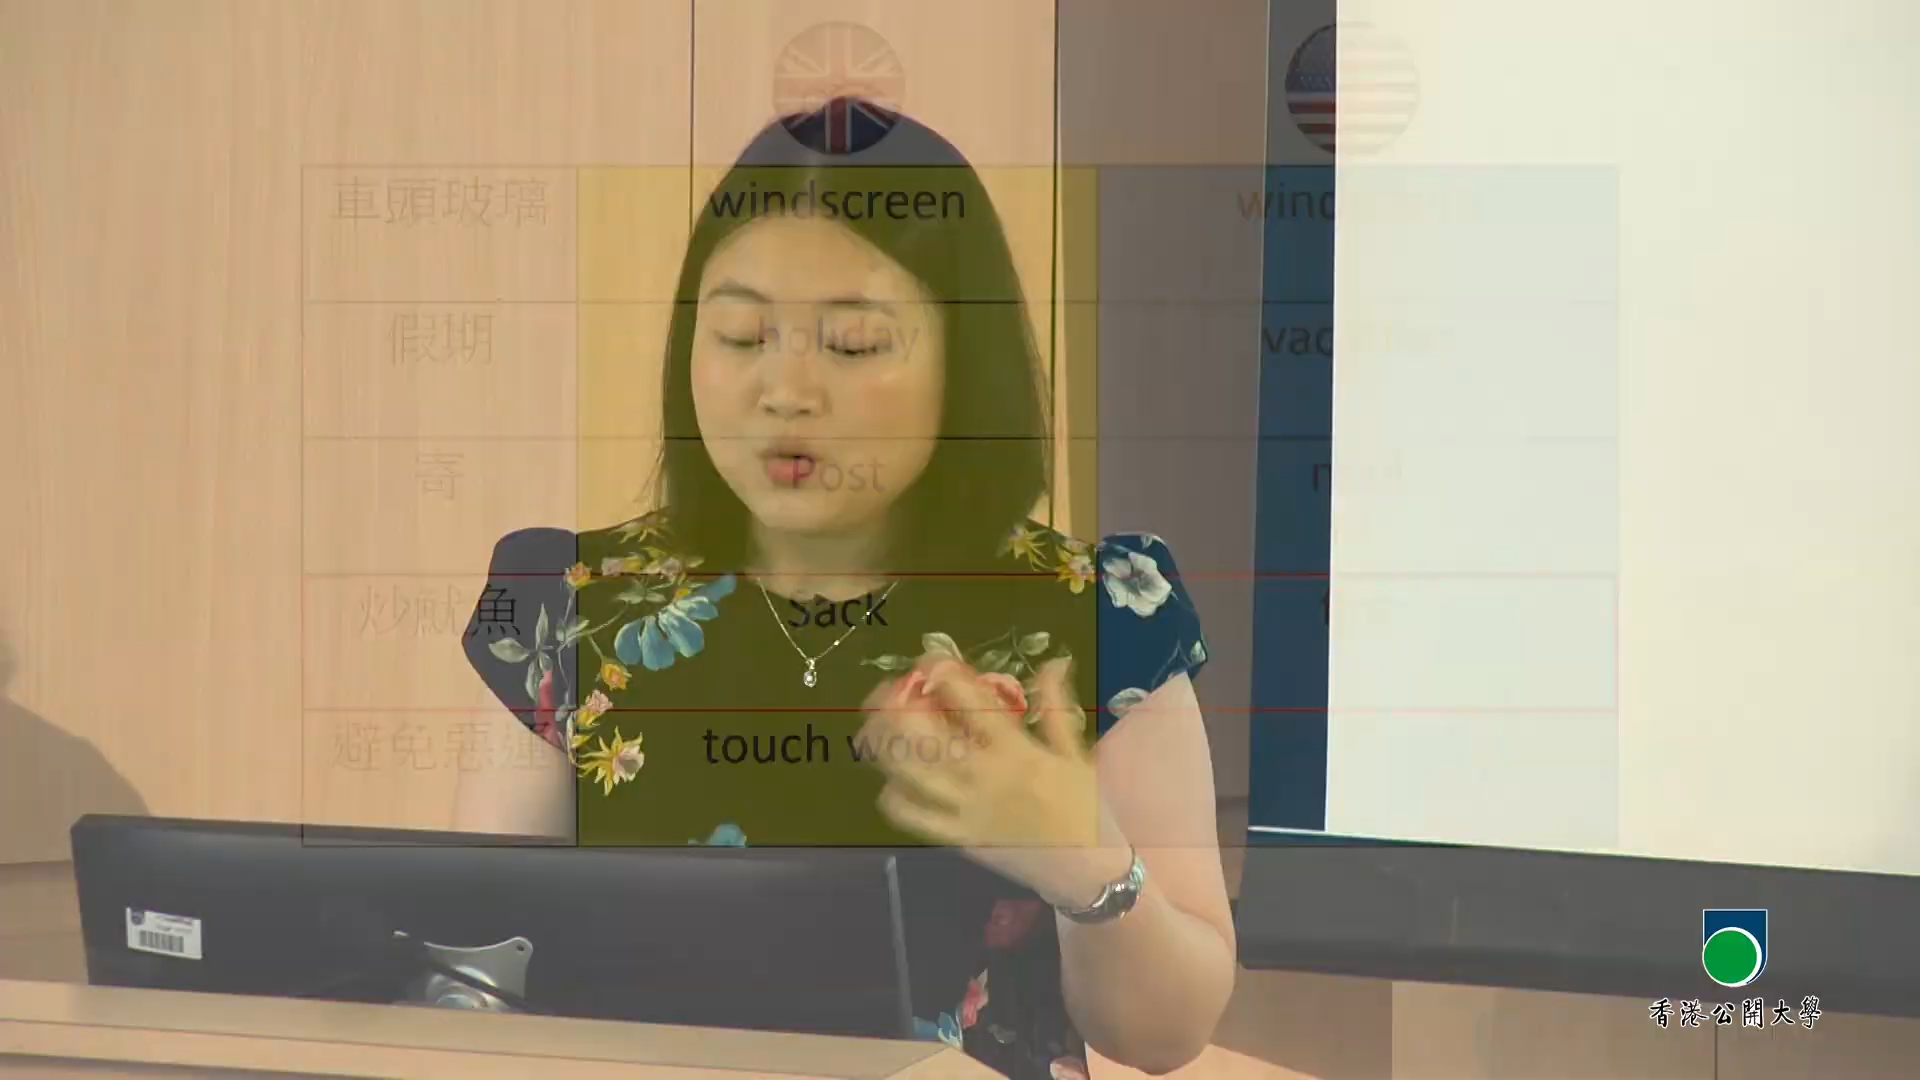 車頭玻璃 windscreen
假期 holiday
寄 Post
炒魷魚 Sack
避免惡運 touch wood
香港公開大學